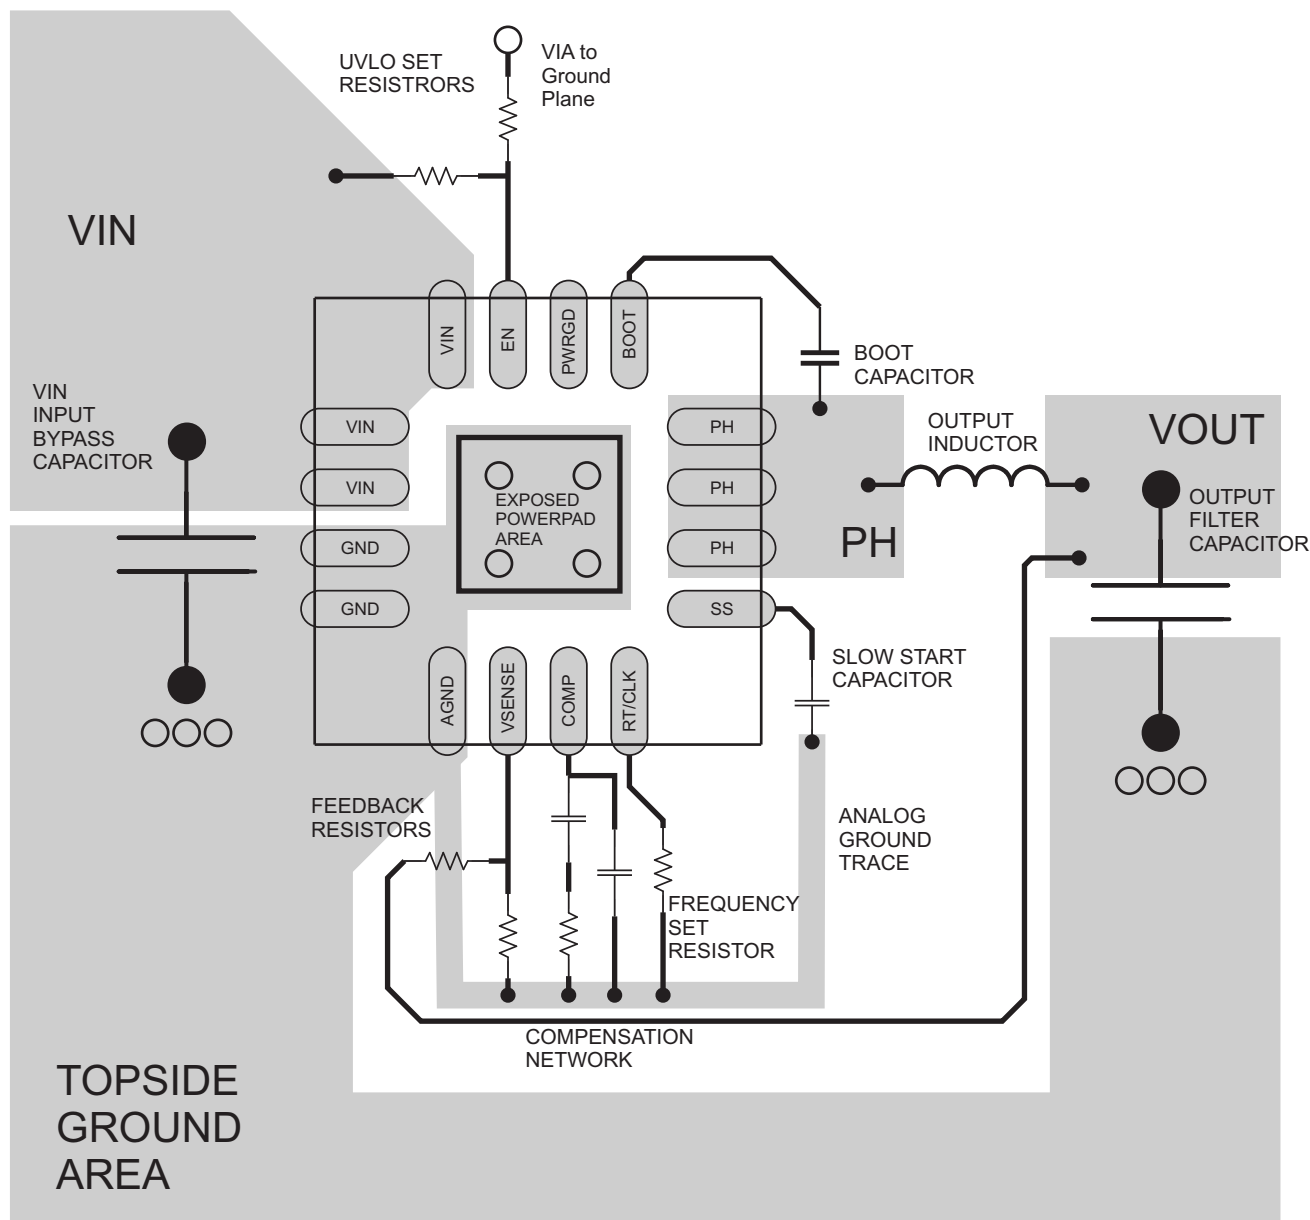 UVLO SET
RESISTRORS
VIA to
Ground
Plane
VIN
VIN
EN
PWRGD
BOOT
BOOT
CAPACITOR
VIN
INPUT
BYPASS
CAPACITOR
VIN
VIN
GND
GND
EXPOSED
POWERPAD
AREA
PH
PH
PH
SS
PH
OUTPUT
INDUCTOR
VOUT
OUTPUT
FILTER
CAPACITOR
AGND
VSENSE
COMP
RT/CLK
SLOW START
CAPACITOR
FEEDBACK
RESISTORS
ANALOG
GROUND
TRACE
FREQUENCY
SET
RESISTOR
COMPENSATION
NETWORK
TOPSIDE
GROUND
AREA